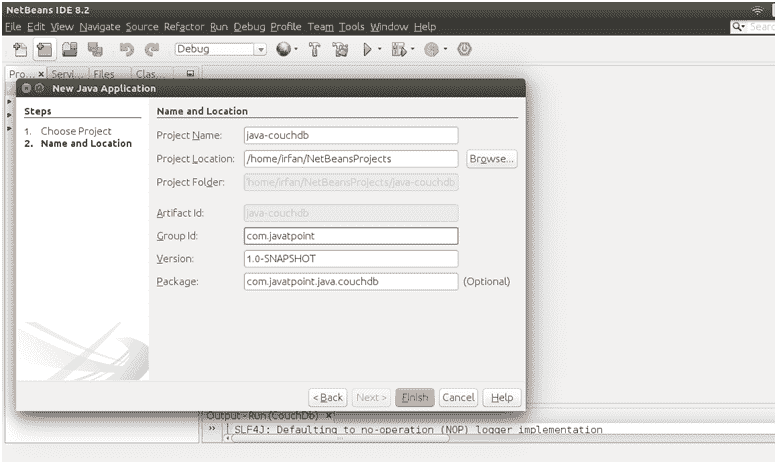 NetBeans IDE 8.2
File Edit View Navigate Source Refactor Run Debug Profile Team Tools Window Help
Search
Debug
Pro... × Servi... Files Clas...
New Java Application
Steps
1. Choose Project
2. Name and Location
Name and Location
Project Name: java-couchdb
Project Location: /home/irfan/NetBeansProjects Browse...
Project Folder: /home/irfan/NetBeansProjects/java-couchdb
Artifact Id: java-couchdb
Group Id: com.javatpoint
Version: 1.0-SNAPSHOT
Package: com.javatpoint.java.couchdb (Optional)
< Back Next > Finish Cancel Help
Output - Run (CouchDb) ×
SLF4J: Defaulting to no-operation (NOP) logger implementation